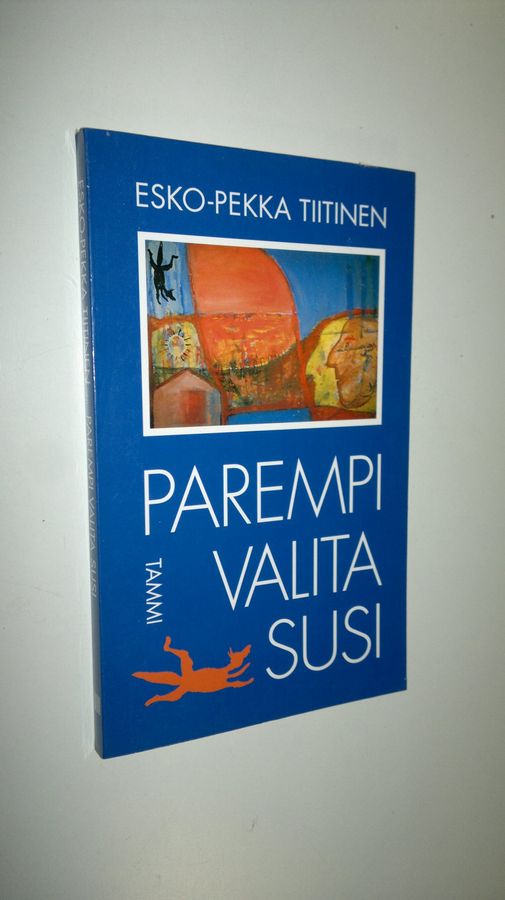 ESKO-PEKKA TIITINEN
PAREMPI
VALITA
SUSI
TAMMI
ESKO-PEKKA TIITINEN PAREMPI VALITA SUSI